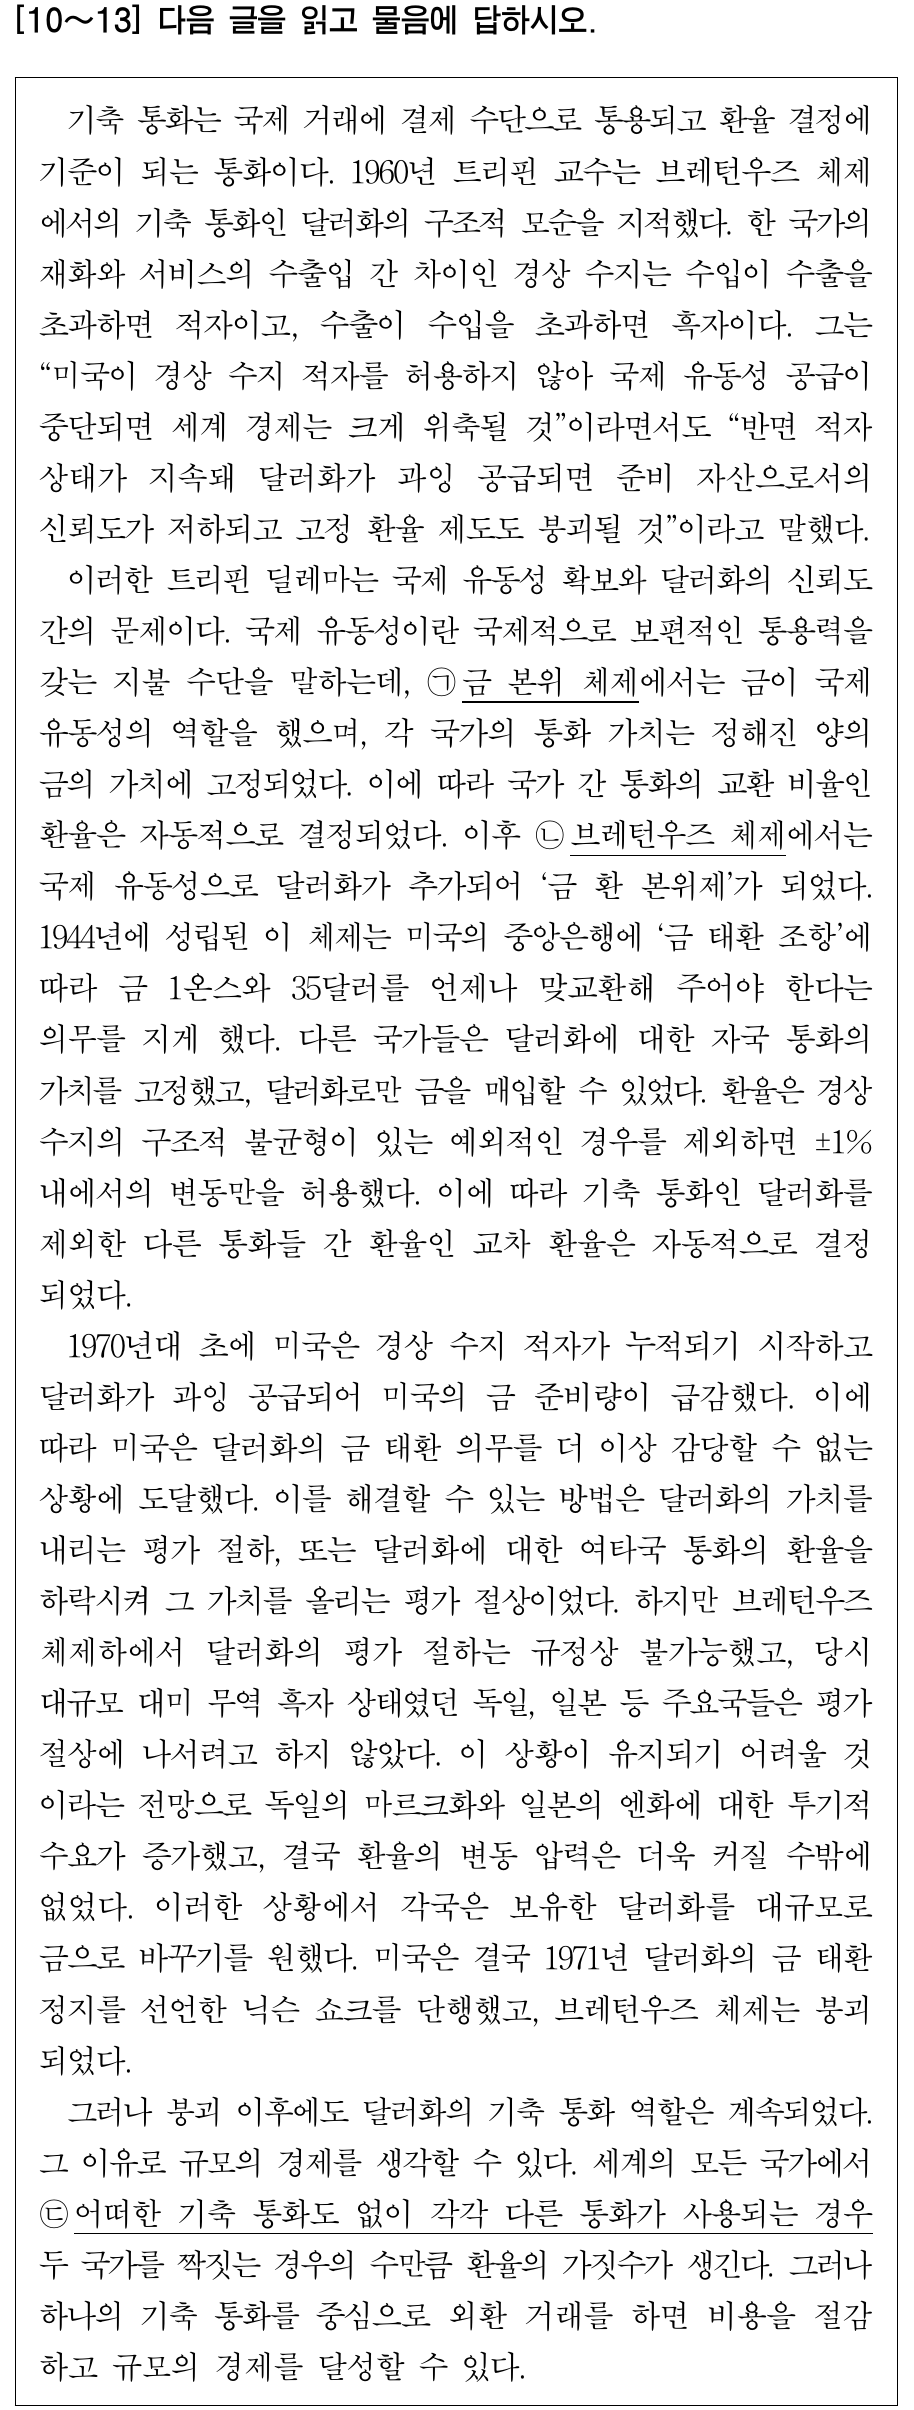 [10～13] 다음 글을 읽고 물음에 답하시오.
기축 통화는 국제 거래에 결제 수단으로 통용되고 환율 결정에
기준이 되는 통화이다. 1960년 트리핀 교수는 브레턴우즈 체제
에서의 기축 통화인 달러화의 구조적 모순을 지적했다. 한 국가의
재화와 서비스의 수출입 간 차이인 경상 수지는 수입이 수출을
초과하면 적자이고, 수출이 수입을 초과하면 흑자이다. 그는
“미국이 경상 수지 적자를 허용하지 않아 국제 유동성 공급이
중단되면 세계 경제는 크게 위축될 것”이라면서도 “반면 적자
상태가 지속돼 달러화가 과잉 공급되면 준비 자산으로서의
신뢰도가 저하되고 고정 환율 제도도 붕괴될 것”이라고 말했다.
이러한 트리핀 딜레마는 국제 유동성 확보와 달러화의 신뢰도
간의 문제이다. 국제 유동성이란 국제적으로 보편적인 통용력을
갖는 지불 수단을 말하는데, ㉠금 본위 체제에서는 금이 국제
유동성의 역할을 했으며, 각 국가의 통화 가치는 정해진 양의
금의 가치에 고정되었다. 이에 따라 국가 간 통화의 교환 비율인
환율은 자동적으로 결정되었다. 이후 ㉡브레턴우즈 체제에서는
국제 유동성으로 달러화가 추가되어 ‘금 환 본위제’가 되었다.
1944년에 성립된 이 체제는 미국의 중앙은행에 ‘금 태환 조항’에
따라 금 1온스와 35달러를 언제나 맞교환해 주어야 한다는
의무를 지게 했다. 다른 국가들은 달러화에 대한 자국 통화의
가치를 고정했고, 달러화로만 금을 매입할 수 있었다. 환율은 경상
수지의 구조적 불균형이 있는 예외적인 경우를 제외하면 ±1%
내에서의 변동만을 허용했다. 이에 따라 기축 통화인 달러화를
제외한 다른 통화들 간 환율인 교차 환율은 자동적으로 결정
되었다.
1970년대 초에 미국은 경상 수지 적자가 누적되기 시작하고
달러화가 과잉 공급되어 미국의 금 준비량이 급감했다. 이에
따라 미국은 달러화의 금 태환 의무를 더 이상 감당할 수 없는
상황에 도달했다. 이를 해결할 수 있는 방법은 달러화의 가치를
내리는 평가 절하, 또는 달러화에 대한 여타국 통화의 환율을
하락시켜 그 가치를 올리는 평가 절상이었다. 하지만 브레턴우즈
체제하에서 달러화의 평가 절하는 규정상 불가능했고, 당시
대규모 대미 무역 흑자 상태였던 독일, 일본 등 주요국들은 평가
절상에 나서려고 하지 않았다. 이 상황이 유지되기 어려울 것
이라는 전망으로 독일의 마르크화와 일본의 엔화에 대한 투기적
수요가 증가했고, 결국 환율의 변동 압력은 더욱 커질 수밖에
없었다. 이러한 상황에서 각국은 보유한 달러화를 대규모로
금으로 바꾸기를 원했다. 미국은 결국 1971년 달러화의 금 태환
정지를 선언한 닉슨 쇼크를 단행했고, 브레턴우즈 체제는 붕괴
되었다.
그러나 붕괴 이후에도 달러화의 기축 통화 역할은 계속되었다.
그 이유로 규모의 경제를 생각할 수 있다. 세계의 모든 국가에서
㉢어떠한 기축 통화도 없이 각각 다른 통화가 사용되는 경우
두 국가를 짝짓는 경우의 수만큼 환율의 가짓수가 생긴다. 그러나
하나의 기축 통화를 중심으로 외환 거래를 하면 비용을 절감
하고 규모의 경제를 달성할 수 있다.